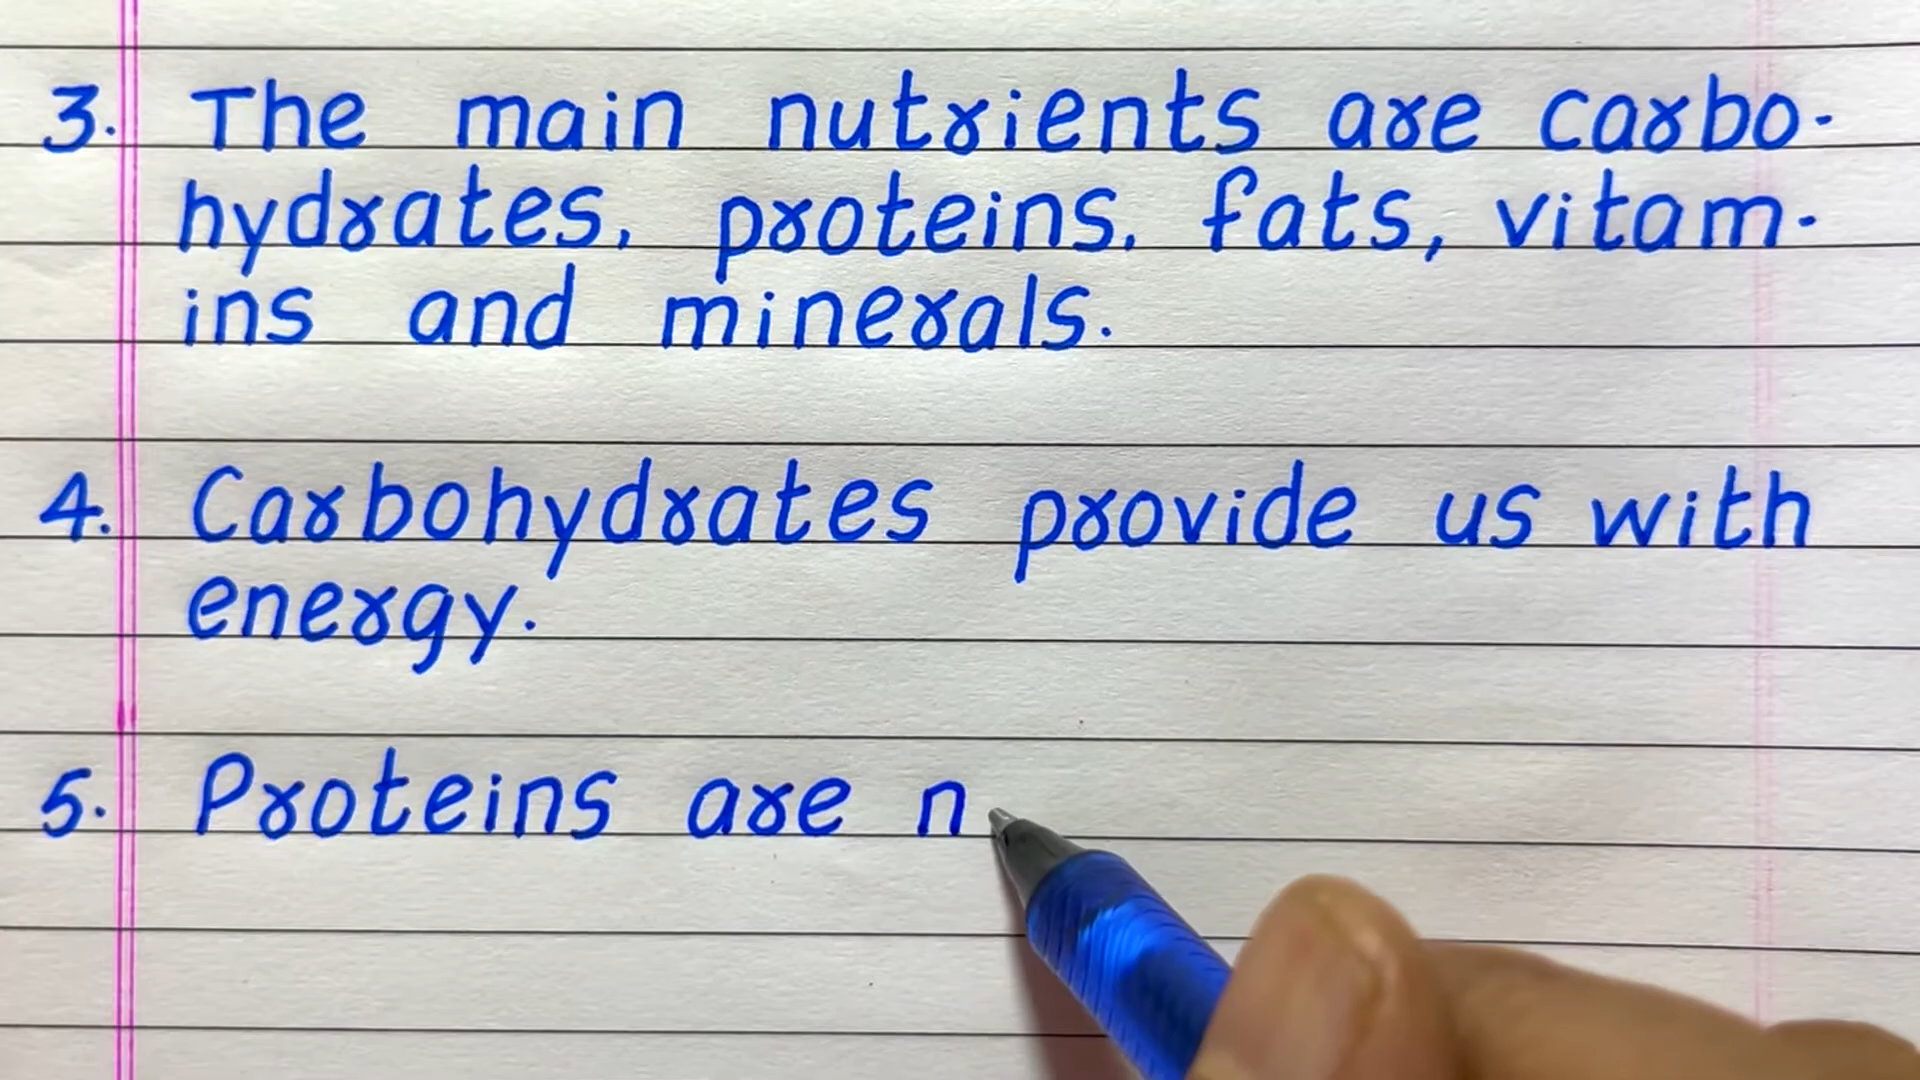 3. The main nutrients are carbo-
hydrates, proteins, fats, vitam-
ins and minerals.
4. Carbohydrates provide us with
energy.
5. Proteins are n